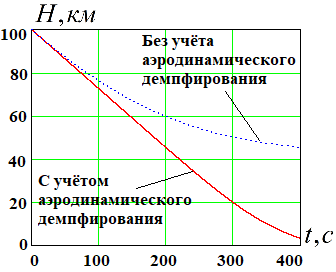 H, км
100
80
60
40
20
0
Без учёта
аэродинамического
демпфирования
С учётом
аэродинамического
демпфирования
0 100 200 300 400
t, с